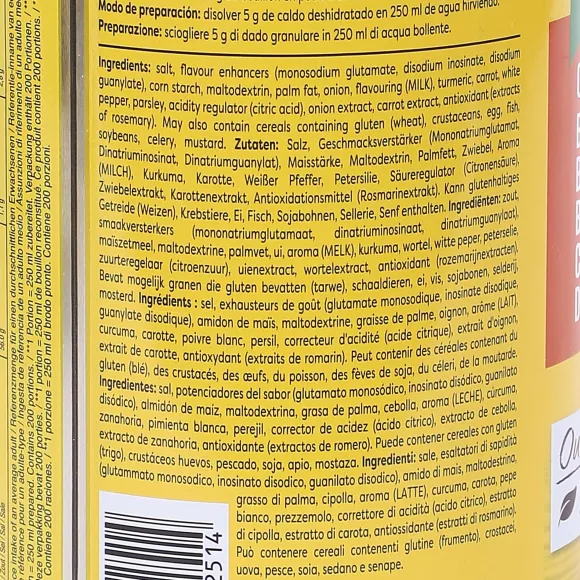 Modo de preparación: disolver 5 g de caldo deshidratado en 250 ml de agua hirviendo.
Preparazione: sciogliere 5 g di dado granulare in 250 ml di acqua bollente.
Ingredients: salt, flavour enhancers (monosodium glutamate, disodium inosinate, disodium
guanylate), corn starch, maltodextrin, palm fat, onion, flavouring (MILK), turmeric, carrot, white
pepper, parsley, acidity regulator (citric acid), onion extract, carrot extract, antioxidant (extracts
of rosemary). May also contain cereals containing gluten (wheat), crustaceans, egg, fish,
soybeans, celery, mustard. Zutaten: Salz, Geschmacksverstärker (Mononatriumglutamat,
Dinatriuminosinat, Dinatriumguanylat), Maisstärke, Maltodextrin, Palmfett, Zwiebel, Aroma
(MILCH), Kurkuma, Karotte, Weißer Pfeffer, Petersilie, Säureregulator (Citronensäure),
Zwiebelextrakt, Karottenextrakt, Antioxidationsmittel (Rosmarinextrakt). Kann glutenhaltiges
Getreide (Weizen), Krebstiere, Ei, Fisch, Sojabohnen, Sellerie, Senf enthalten. Ingrediënten: zout,
smaakversterkers (mononatriumglutamaat, dinatriuminosinaat, dinatriumguanylaat),
maïszetmeel, maltodextrine, palmvet, ui, aroma (MELK), kurkuma, wortel, witte peper, peterselie,
zuurteregelaar (citroenzuur), uienextract, wortelextract, antioxidant (rozemarijnextracten).
Bevat mogelijk granen die gluten bevatten (tarwe), schaaldieren, ei, vis, sojabonen, selderij,
mosterd. Ingrédients : sel, exhausteurs de goût (glutamate monosodique, inosinate disodique,
guanylate disodique), amidon de maïs, maltodextrine, graisse de palme, oignon, arôme (LAIT),
curcuma, carotte, poivre blanc, persil, correcteur d'acidité (acide citrique), extrait d'oignon,
extrait de carotte, antioxydant (extraits de romarin). Peut contenir des céréales contenant du
gluten (blé), des crustacés, des œufs, du poisson, des fèves de soja, du céleri, de la moutarde.
Ingredientes: sal, potenciadores del sabor (glutamato monosódico, inosinato disódico, guanilato
disódico), almidón de maíz, maltodextrina, grasa de palma, cebolla, aroma (LECHE), cúrcuma,
zanahoria, pimienta blanca, perejil, corrector de acidez (ácido cítrico), extracto de cebolla,
extracto de zanahoria, antioxidante (extractos de romero). Puede contener cereales con gluten
(trigo), crustáceos huevos, pescado, soja, apio, mostaza. Ingredienti: sale, esaltatori di sapidità
(glutammato monosodico, inosinato disodico, guanilato disodico), amido di mais, maltodestrina,
grasso di palma, cipolla, aroma (LATTE), curcuma, carota, pepe
bianco, prezzemolo, correttore di acidità (acido citrico), estratto
di cipolla, estratto di carota, antiossidante (estratti di rosmarino).
Può contenere cereali contenenti glutine (frumento), crostacei,
uova, pesce, soia, sedano e senape.
2514
Ou